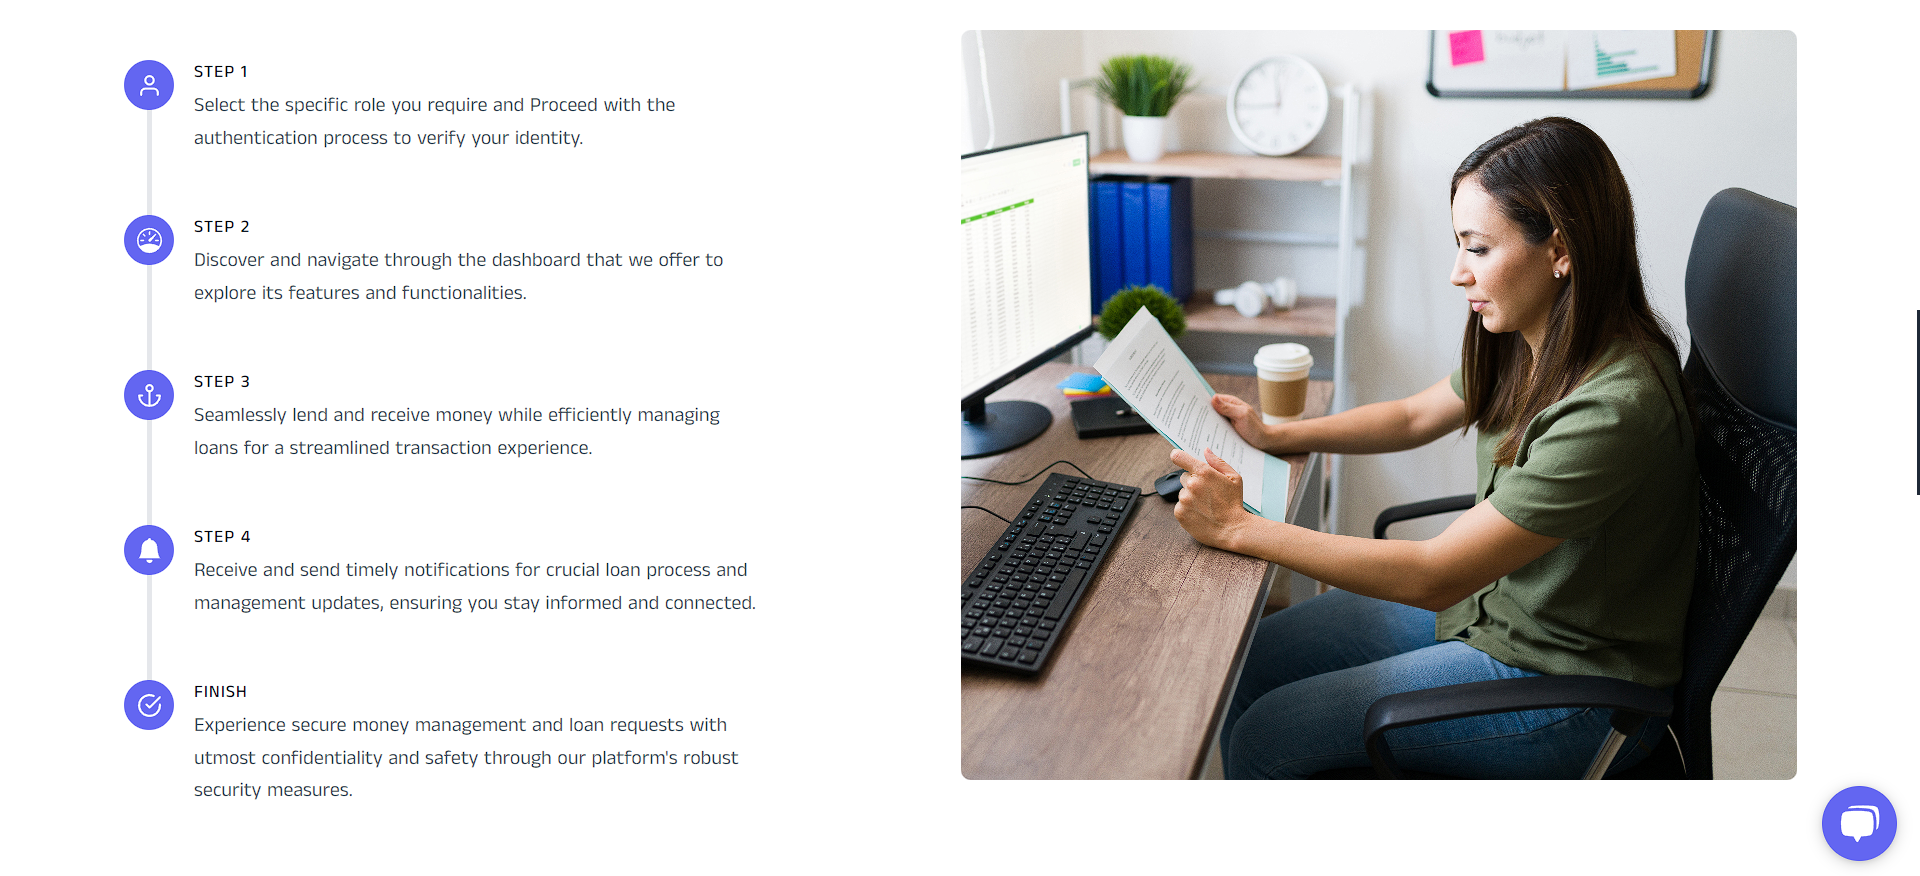 STEP 1
Select the specific role you require and Proceed with the
authentication process to verify your identity.
STEP 2
Discover and navigate through the dashboard that we offer to
explore its features and functionalities.
STEP 3
Seamlessly lend and receive money while efficiently managing
loans for a streamlined transaction experience.
STEP 4
Receive and send timely notifications for crucial loan process and
management updates, ensuring you stay informed and connected.
FINISH
Experience secure money management and loan requests with
utmost confidentiality and safety through our platform's robust
security measures.